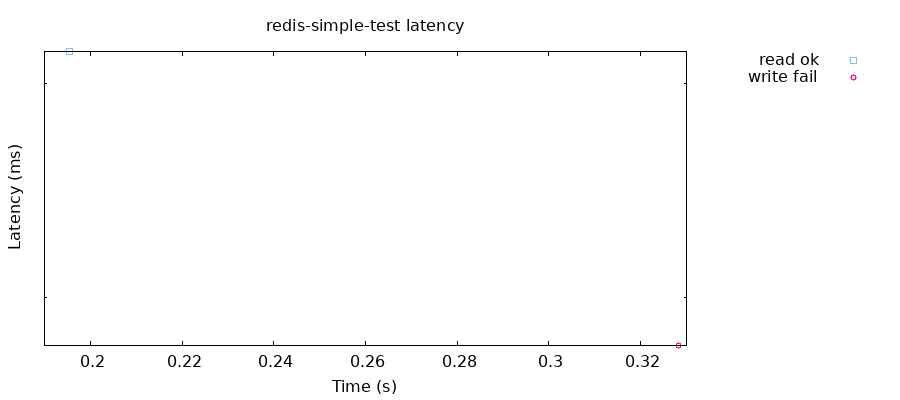 redis-simple-test latency
read ok
write fail
Latency (ms)
0.2 0.22 0.24 0.26 0.28 0.3 0.32
Time (s)